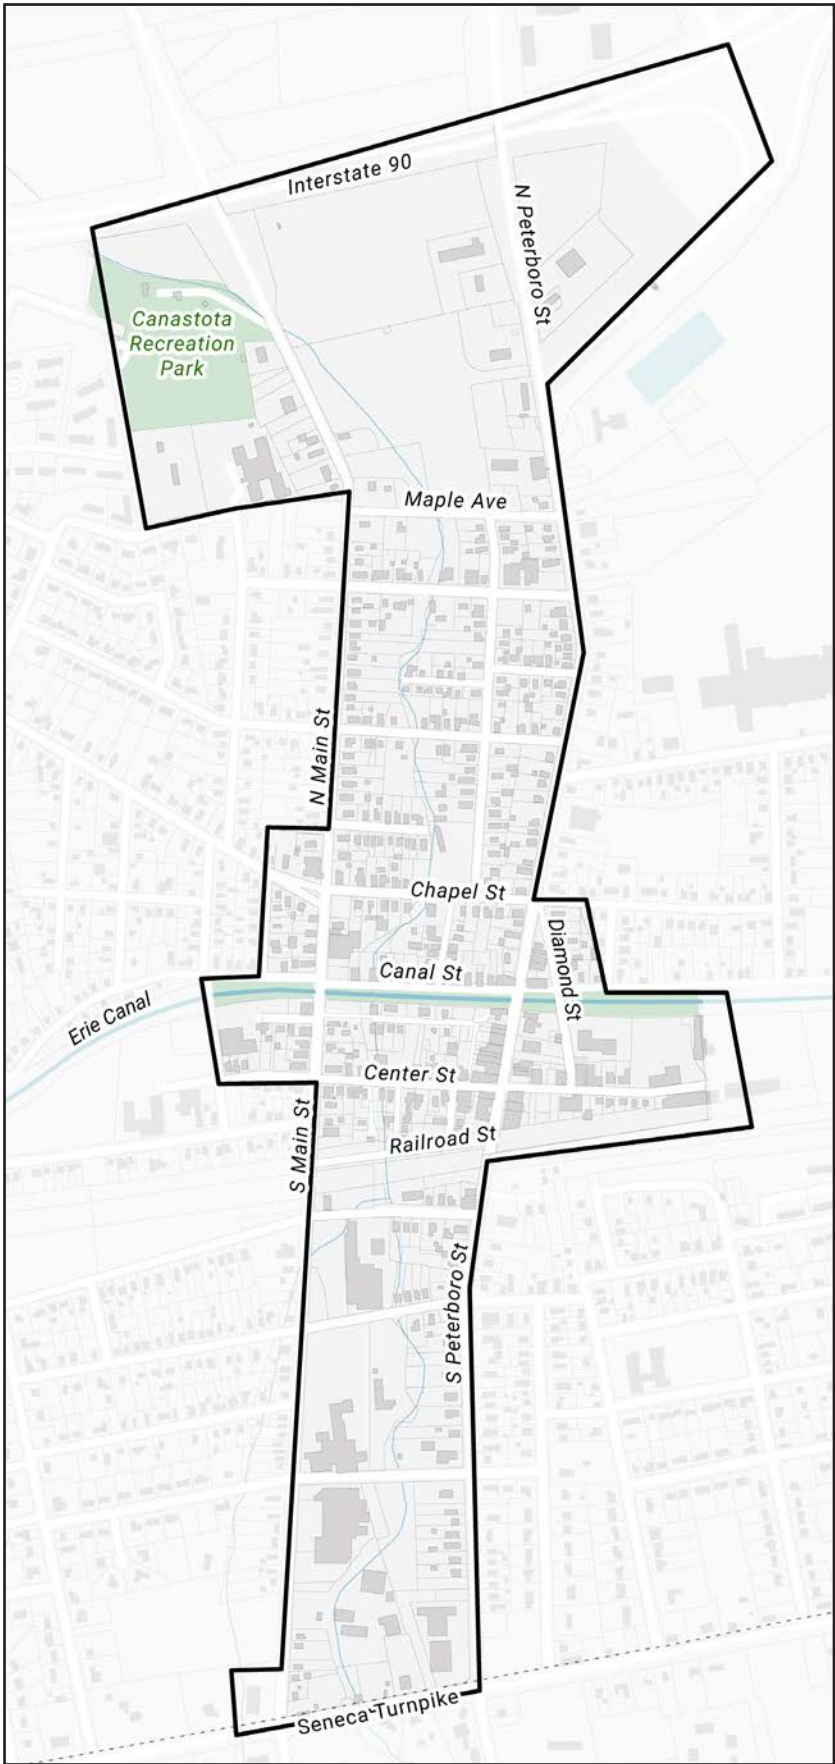 Interstate 90
N Peterboro St
Canastota
Recreation
Park
Maple Ave
N Main St
Chapel St
Diamond St
Canal St
Erie Canal
Center St
S Main St
Railroad St
S Peterboro St
Seneca Turnpike